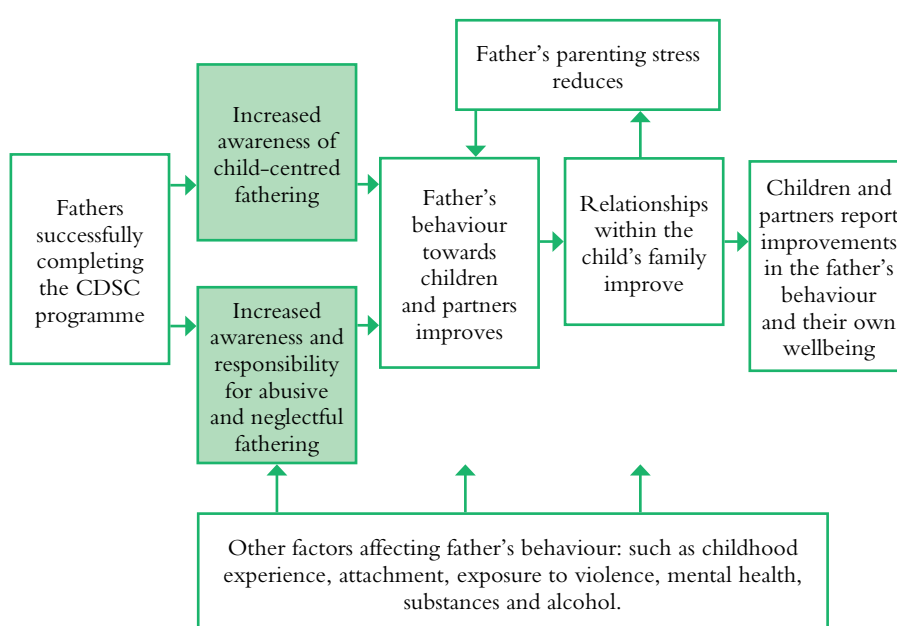 Father’s parenting stress
reduces
Increased
awareness of
child-centred
fathering
Fathers
successfully
completing
the CDSC
programme
Father’s
behaviour
towards
children
and partners
improves
Relationships
within the
child’s family
improve
Children and
partners report
improvements
in the father’s
behaviour
and their own
wellbeing
Increased
awareness and
responsibility
for abusive
and neglectful
fathering
Other factors affecting father’s behaviour: such as childhood
experience, attachment, exposure to violence, mental health,
substances and alcohol.